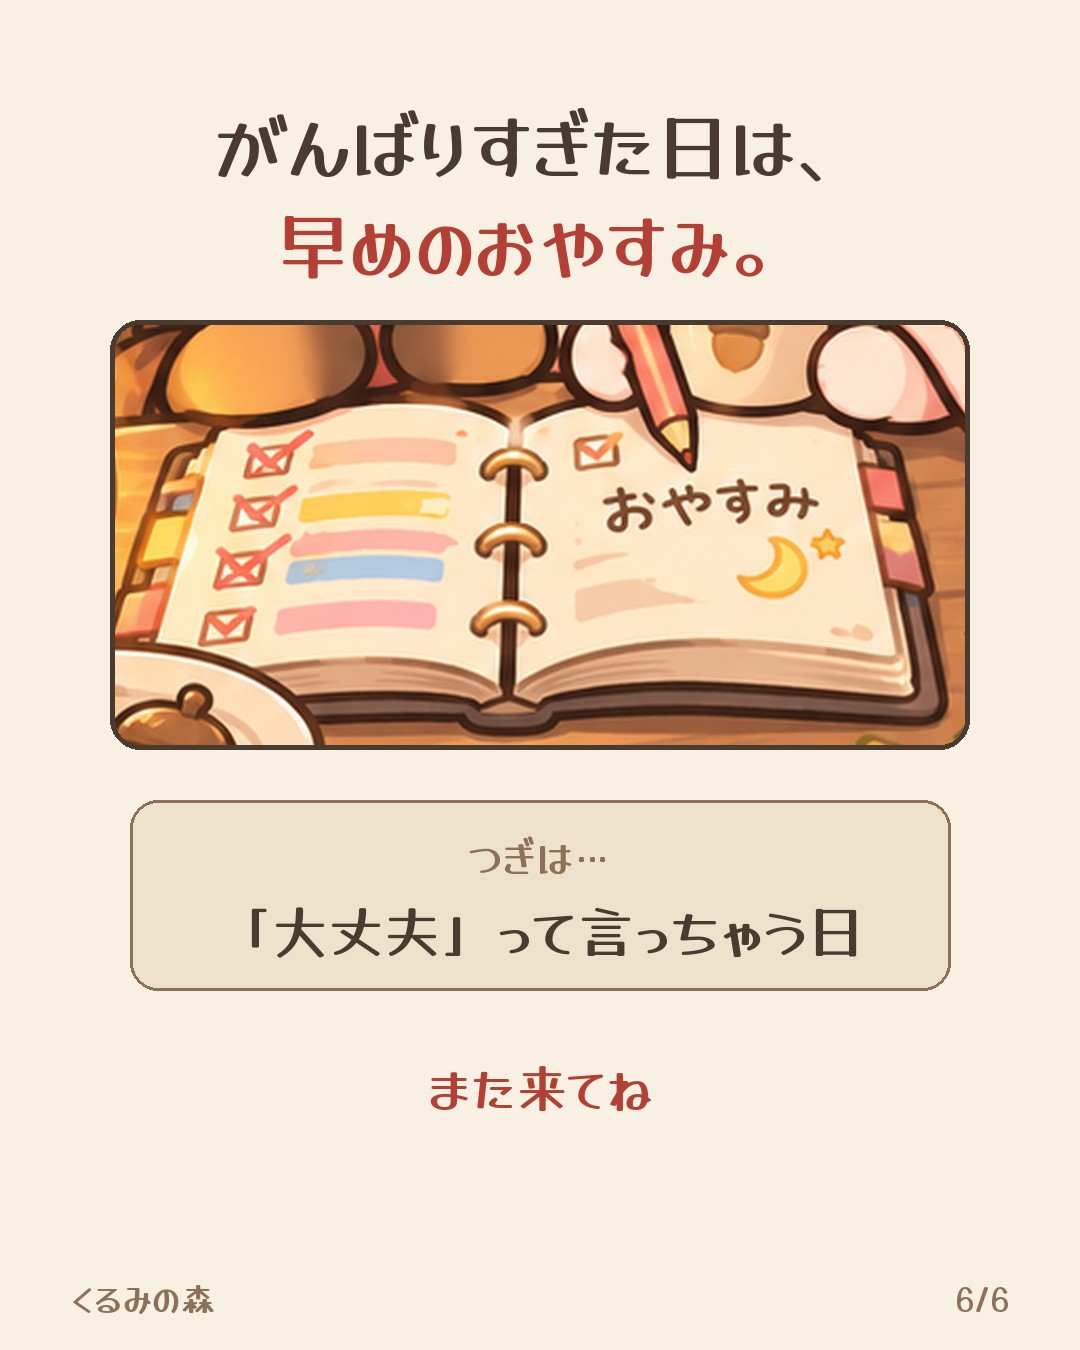 がんばりすぎた日は、
早めのおやすみ。
おやすみ
つぎは…
「大丈夫」って言っちゃう日
また来てね
くるみの森
6/6